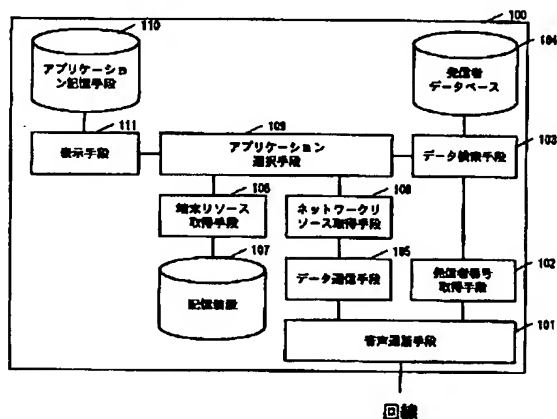 100
110
アプリケーショ
ン記憶手段
104
発信者
データベース
111
表示手段
109
アプリケーション
選択手段
103
データ検索手段
106
端末リソース
取得手段
108
ネットワークリ
ソース取得手段
107
記憶装置
105
データ通信手段
102
発信者番号
取得手段
101
音声通話手段
回線